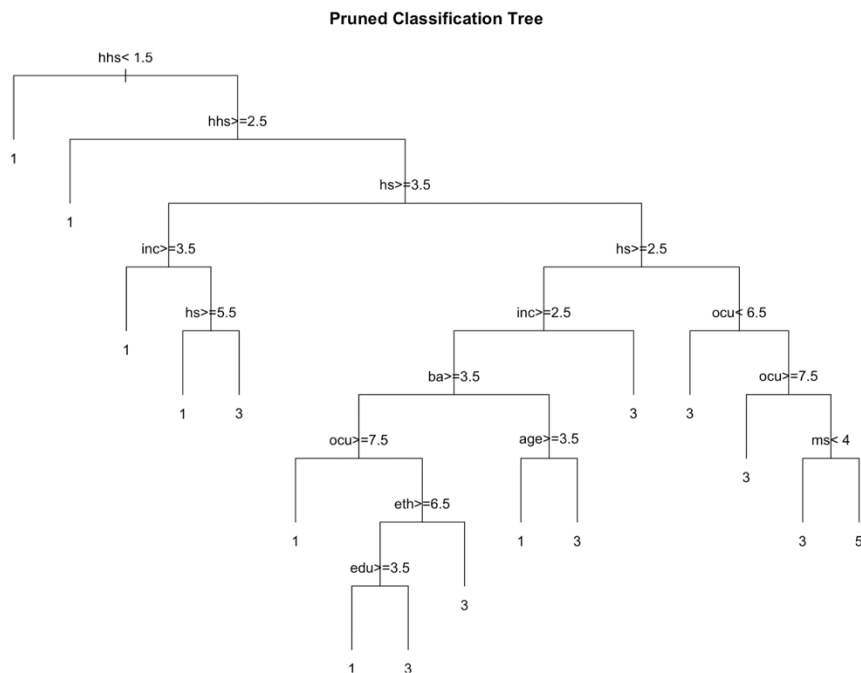 Pruned Classification Tree
hhs< 1.5
hhs>=2.5
1
hs>=3.5
1
inc>=3.5
hs>=2.5
hs>=5.5
inc>=2.5
ocu< 6.5
1
ba>=3.5
ocu>=7.5
1
3
3
3
ocu>=7.5
age>=3.5
ms< 4
3
eth>=6.5
1
1
3
3
5
edu>=3.5
3
1
3